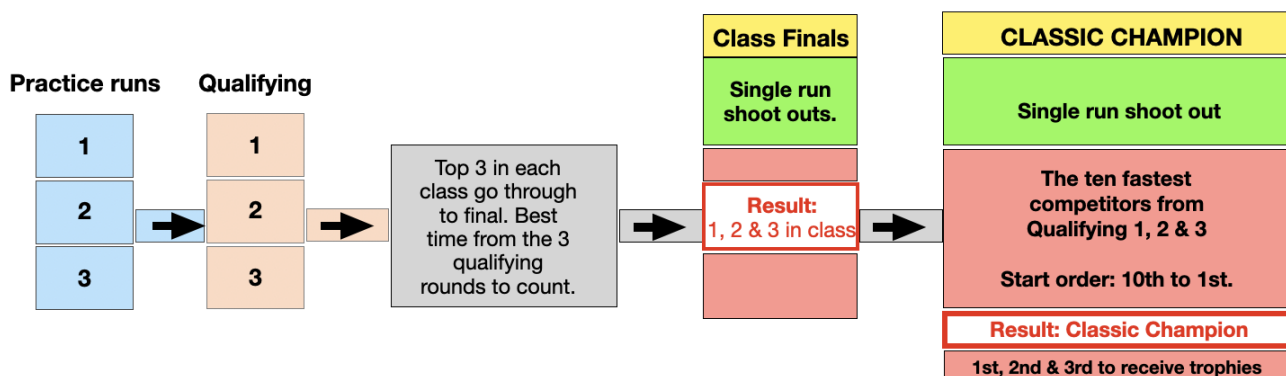 Practice runs
1
2
3
Qualifying
1
2
3
Top 3 in each
class go through
to final. Best
time from the 3
qualifying
rounds to count.
Class Finals
Single run
shoot outs.
Result:
1, 2 & 3 in class
CLASSIC CHAMPION
Single run shoot out
The ten fastest
competitors from
Qualifying 1, 2 & 3
Start order: 10th to 1st.
Result: Classic Champion
1st, 2nd & 3rd to receive trophies